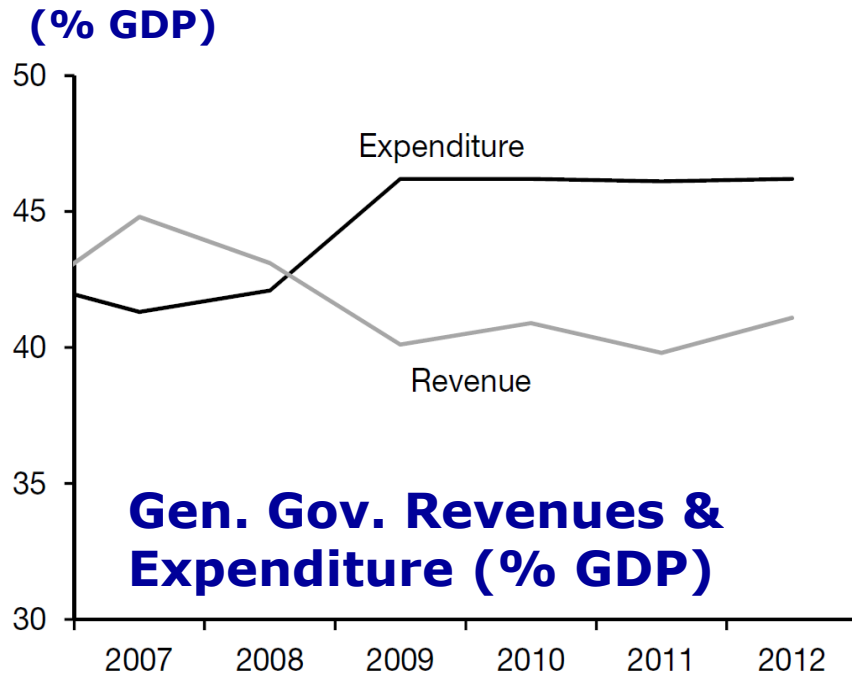 (% GDP)
50
Expenditure
45
40
Revenue
35
Gen. Gov. Revenues &
Expenditure (% GDP)
30
2007 2008 2009 2010 2011 2012